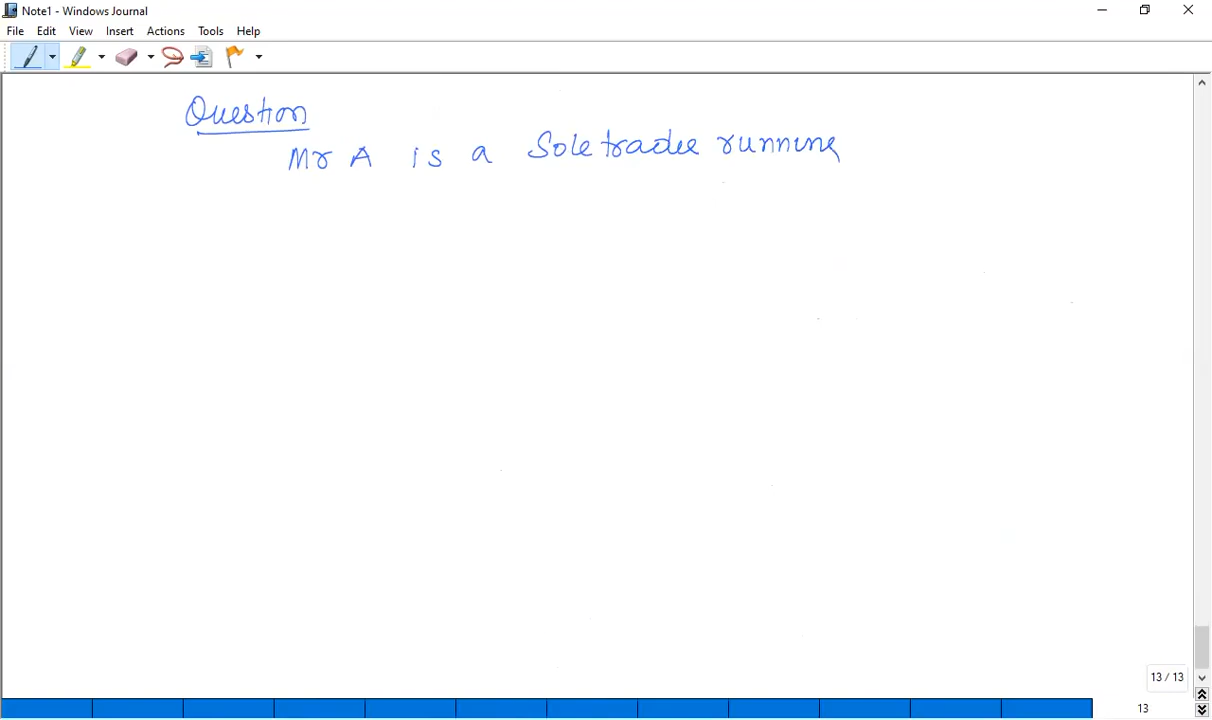 Note1 - Windows Journal
File Edit View Insert Actions Tools Help
Question
Mr A is a Sole trader running
13 / 13
13